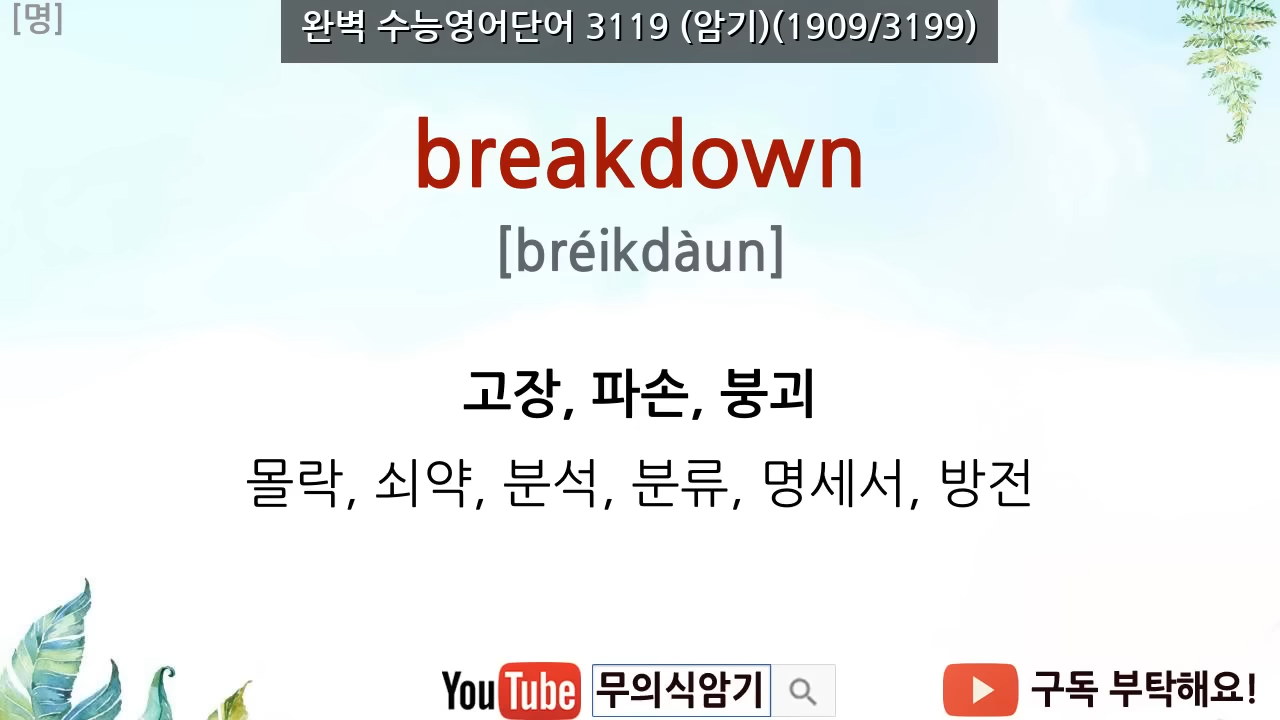 [명]
완벽 수능영어단어 3119 (암기)(1909/3199)
breakdown
[bréikdàun]
고장, 파손, 붕괴
몰락, 쇠약, 분석, 분류, 명세서, 방전
YouTube 무의식암기 구독 부탁해요!